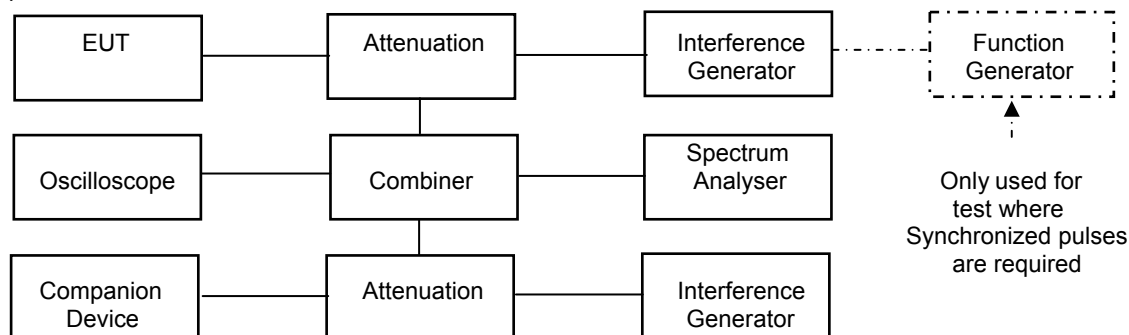 EUT
Attenuation
Interference
Generator
Function
Generator
Oscilloscope
Combiner
Spectrum
Analyser
Only used for
test where
Synchronized pulses
are required
Companion
Device
Attenuation
Interference
Generator